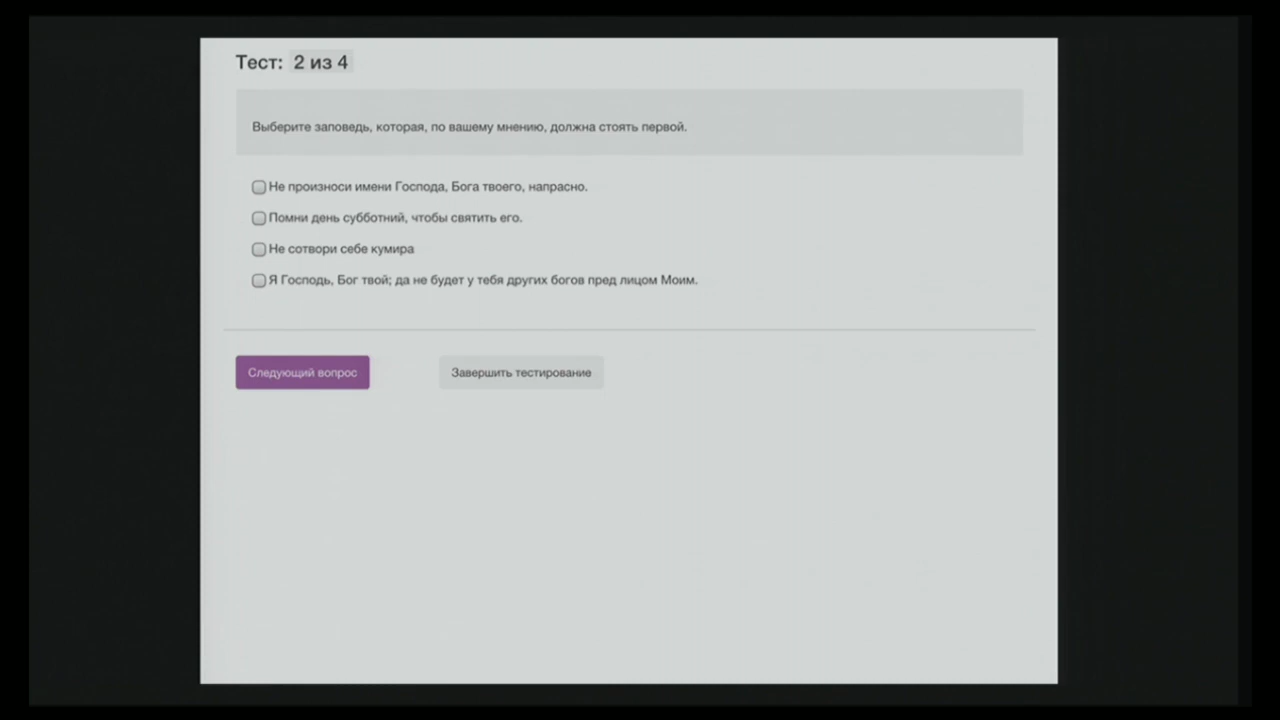 Тест: 2 из 4
Выберите заповедь, которая, по вашему мнению, должна стоять первой.
Не произноси имени Господа, Бога твоего, напрасно.
Помни день субботний, чтобы святить его.
Не сотвори себе кумира
Я Господь, Бог твой; да не будет у тебя других богов пред лицом Моим.
Следующий вопрос
Завершить тестирование